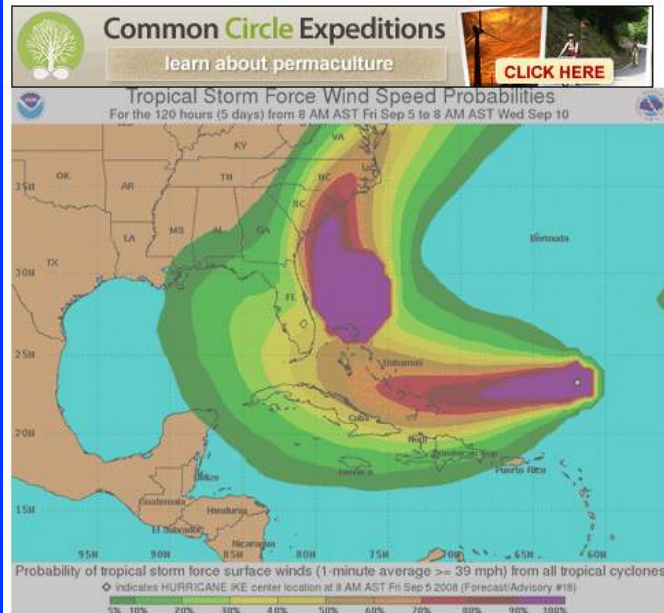 Common Circle Expeditions
learn about permaculture
CLICK HERE
Tropical Storm Force Wind Speed Probabilities
For the 120 hours (5 days) from 8 AM AST Fri Sep 5 to 8 AM AST Wed Sep 10
VA
KY
OK
TN
NC
35N
AR
SC
MS
AL
GA
LA
TX
Bermuda
30N
FL
25N
Bahamas
Cuba
20N
Haiti
Dominican Rep
Jamaica
Puerto Rico
Belize
Guatemala
Honduras
15N
El Salvador
Nicaragua
95W
90W
85W
80W
75W
65W
60W
Probability of tropical storm force surface winds (1-minute average >= 39 mph) from all tropical cyclones
indicates HURRICANE IKE center location at 8 AM AST Fri Sep 5 2008 (Forecast/Advisory #18)
5% 10% 20% 30% 40% 50% 60% 70% 80% 90% 100%